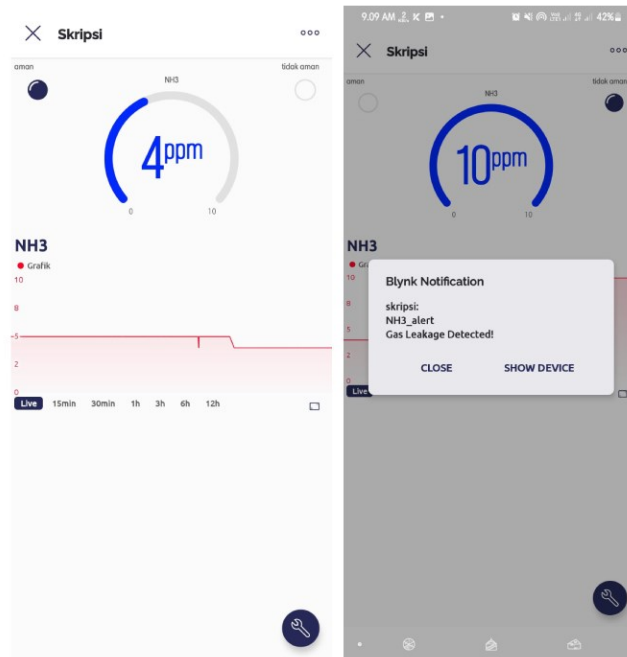 Skripsi
aman
tidak aman
NH3
4ppm
0
10
NH3
Grafik
10
8
5
2
0
Live 15min 30min 1h 3h 6h 12h
9.09 AM
42%
Skripsi
aman
tidak aman
NH3
10ppm
0
10
NH3
10
8
5
2
0
Live
Blynk Notification
skripsi:
NH3_alert
Gas Leakage Detected!
CLOSE
SHOW DEVICE